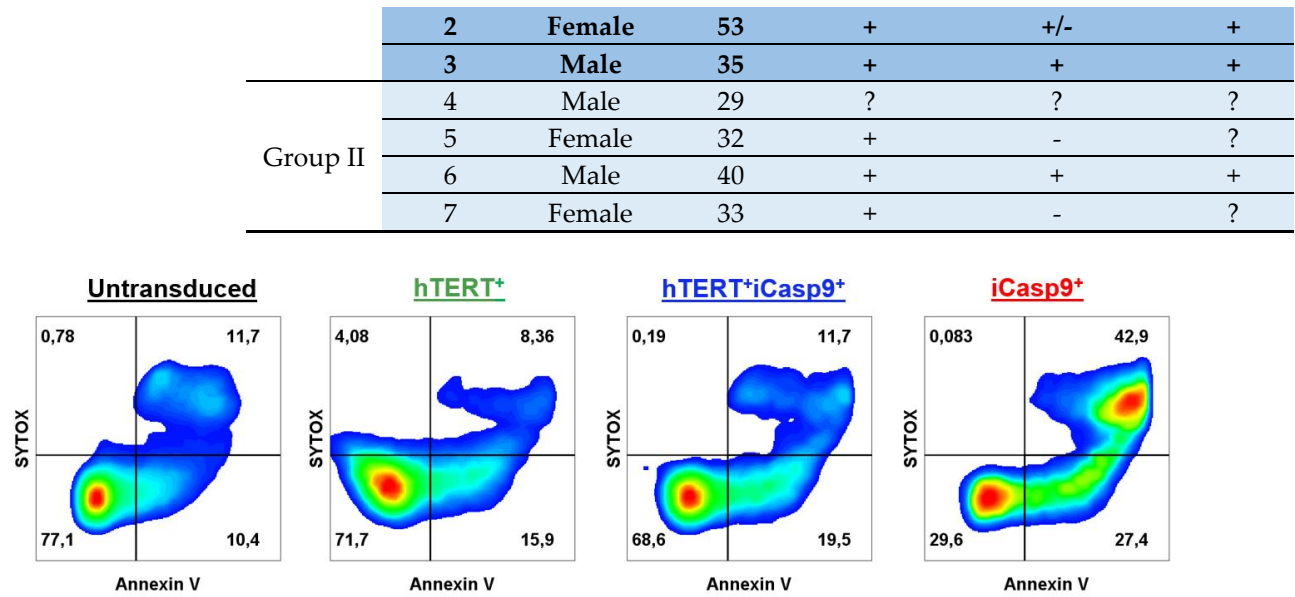 2 Female 53 + +/- +
3 Male 35 + + +
Group II
4 Male 29 ? ? ?
5 Female 32 + - ?
6 Male 40 + + +
7 Female 33 + - ?
Untransduced hTERT⁺ hTERT⁺iCasp9⁺ iCasp9⁺
0,78 11,7 4,08 8,36 0,19 11,7 0,083 42,9
SYTOX SYTOX SYTOX SYTOX
77,1 10,4 71,7 15,9 68,6 19,5 29,6 27,4
Annexin V Annexin V Annexin V Annexin V